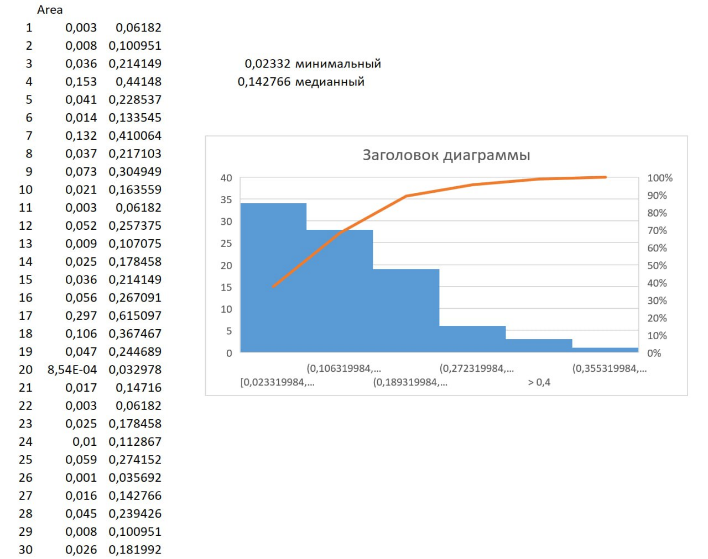 Area
1 0,003 0,06182
2 0,008 0,100951
3 0,036 0,214149 0,02332 минимальный
4 0,153 0,44148 0,142766 медианный
5 0,041 0,228537
6 0,014 0,133545
7 0,132 0,410064
8 0,037 0,217103
9 0,073 0,304949
10 0,021 0,163559
11 0,003 0,06182
12 0,052 0,257375
13 0,009 0,107075
14 0,025 0,178458
15 0,036 0,214149
16 0,056 0,267091
17 0,297 0,615097
18 0,106 0,367467
19 0,047 0,244689
20 8,54E-04 0,032978
21 0,017 0,14716
22 0,003 0,06182
23 0,025 0,178458
24 0,01 0,112867
25 0,059 0,274152
26 0,001 0,035692
27 0,016 0,142766
28 0,045 0,239426
29 0,008 0,100951
30 0,026 0,181992
Заголовок диаграммы
40 100%
35 90%
30 80%
25 70%
20 60%
15 50%
10 40%
5 30%
0 20%
10%
0%
(0,106319984,... (0,272319984,... (0,355319984,...
[0,023319984,... (0,189319984,... > 0,4